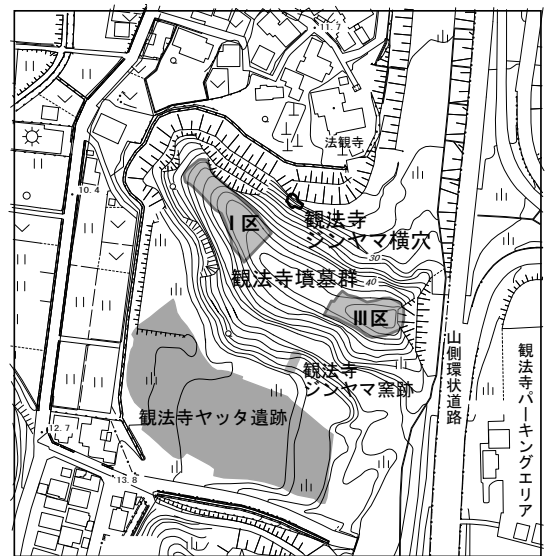 11.2
法観寺
10.4
Ⅰ区
観法寺
ジンヤマ横穴
30
観法寺墳墓群
40
Ⅲ区
山側環状道路
観法寺パーキングエリア
観法寺
ジンヤマ窯跡
観法寺ヤッタ遺跡
12.7
13.8